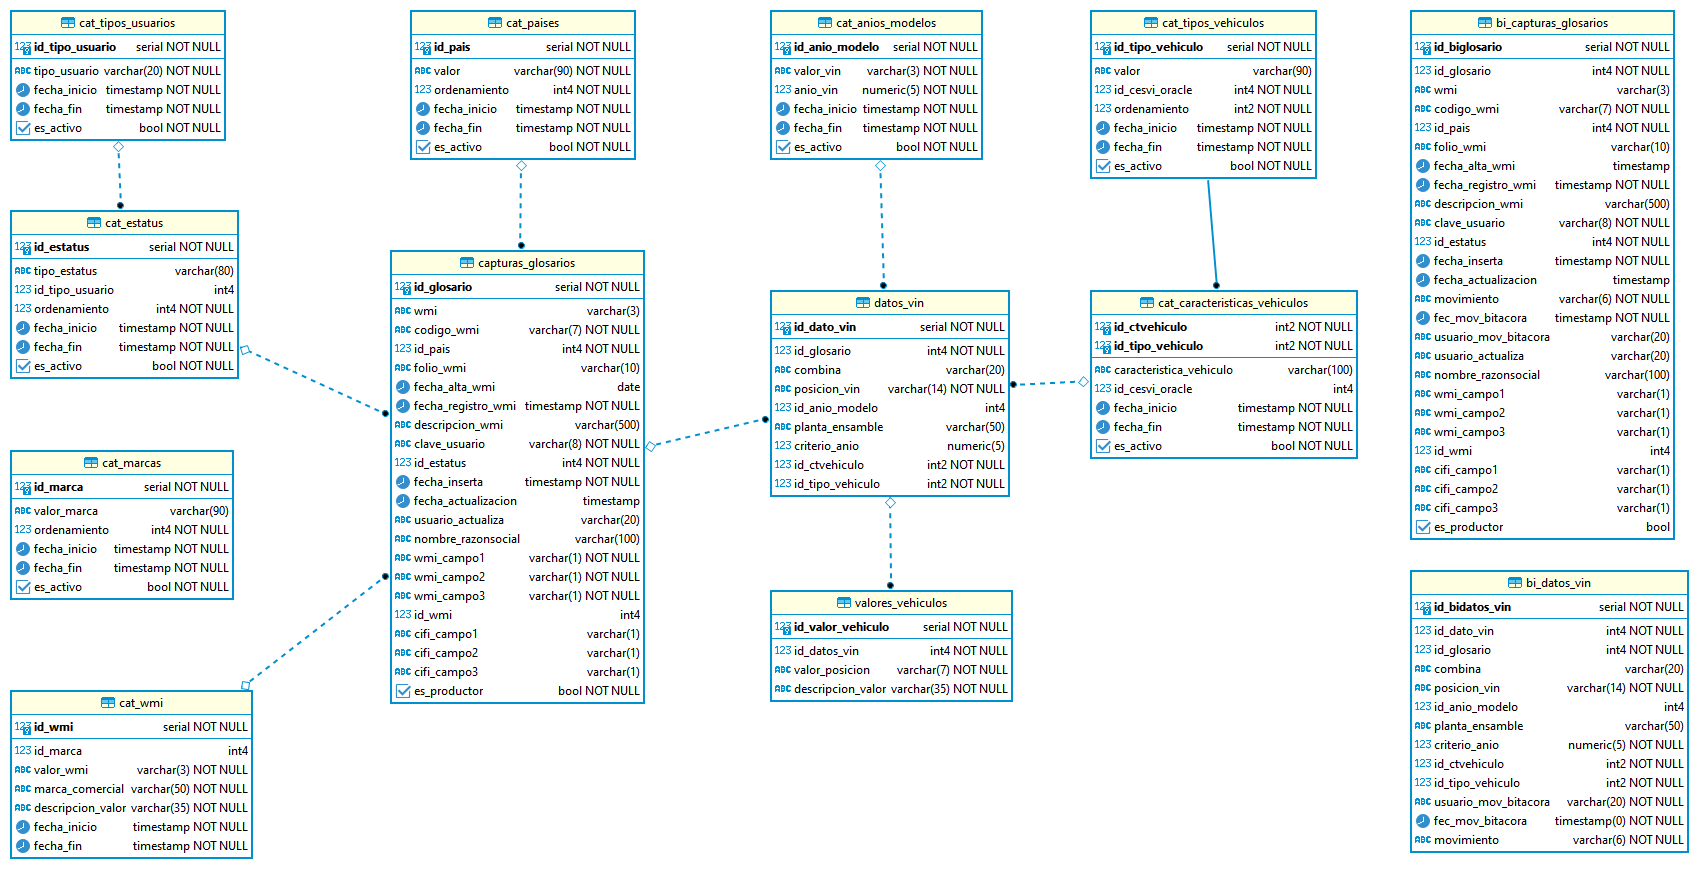 cat_tipos_usuarios
id_tipo_usuario serial NOT NULL
tipo_usuario varchar(20) NOT NULL
fecha_inicio timestamp NOT NULL
fecha_fin timestamp NOT NULL
es_activo bool NOT NULL
cat_paises
id_pais serial NOT NULL
valor varchar(90) NOT NULL
ordenamiento int4 NOT NULL
fecha_inicio timestamp NOT NULL
fecha_fin timestamp NOT NULL
es_activo bool NOT NULL
cat_anios_modelos
id_anio_modelo serial NOT NULL
valor_vin varchar(3) NOT NULL
anio_vin numeric(5) NOT NULL
fecha_inicio timestamp NOT NULL
fecha_fin timestamp NOT NULL
es_activo bool NOT NULL
cat_tipos_vehiculos
id_tipo_vehiculo serial NOT NULL
valor varchar(90)
id_cesvi_oracle int4 NOT NULL
ordenamiento int2 NOT NULL
fecha_inicio timestamp NOT NULL
fecha_fin timestamp NOT NULL
es_activo bool NOT NULL
bi_capturas_glosarios
id_biglosario serial NOT NULL
id_glosario int4 NOT NULL
wmi varchar(3)
codigo_wmi varchar(7) NOT NULL
id_pais int4 NOT NULL
folio_wmi varchar(10)
fecha_alta_wmi timestamp
fecha_registro_wmi timestamp NOT NULL
descripcion_wmi varchar(500)
clave_usuario varchar(8) NOT NULL
id_estatus int4 NOT NULL
fecha_inserta timestamp NOT NULL
fecha_actualizacion timestamp
movimiento varchar(6) NOT NULL
fec_mov_bitacora timestamp NOT NULL
usuario_mov_bitacora varchar(20)
usuario_actualiza varchar(20)
nombre_razonsocial varchar(100)
wmi_campo1 varchar(1)
wmi_campo2 varchar(1)
wmi_campo3 varchar(1)
id_wmi int4
cifi_campo1 varchar(1)
cifi_campo2 varchar(1)
cifi_campo3 varchar(1)
es_productor bool
cat_estatus
id_estatus serial NOT NULL
tipo_estatus varchar(80)
id_tipo_usuario int4
ordenamiento int4 NOT NULL
fecha_inicio timestamp NOT NULL
fecha_fin timestamp NOT NULL
es_activo bool NOT NULL
capturas_glosarios
id_glosario serial NOT NULL
wmi varchar(3)
codigo_wmi varchar(7) NOT NULL
id_pais int4 NOT NULL
folio_wmi varchar(10)
fecha_alta_wmi date
fecha_registro_wmi timestamp NOT NULL
descripcion_wmi varchar(500)
clave_usuario varchar(8) NOT NULL
id_estatus int4 NOT NULL
fecha_inserta timestamp NOT NULL
fecha_actualizacion timestamp
usuario_actualiza varchar(20)
nombre_razonsocial varchar(100)
wmi_campo1 varchar(1) NOT NULL
wmi_campo2 varchar(1) NOT NULL
wmi_campo3 varchar(1) NOT NULL
id_wmi int4
cifi_campo1 varchar(1)
cifi_campo2 varchar(1)
cifi_campo3 varchar(1)
es_productor bool NOT NULL
datos_vin
id_dato_vin serial NOT NULL
id_glosario int4 NOT NULL
combina varchar(20)
posicion_vin varchar(14) NOT NULL
id_anio_modelo int4
planta_ensamble varchar(50)
criterio_anio numeric(5)
id_ctvehiculo int2 NOT NULL
id_tipo_vehiculo int2 NOT NULL
cat_caracteristicas_vehiculos
id_ctvehiculo int2 NOT NULL
id_tipo_vehiculo int2 NOT NULL
caracteristica_vehiculo varchar(100)
id_cesvi_oracle int4
fecha_inicio timestamp NOT NULL
fecha_fin timestamp NOT NULL
es_activo bool NOT NULL
cat_marcas
id_marca serial NOT NULL
valor_marca varchar(90)
ordenamiento int4 NOT NULL
fecha_inicio timestamp NOT NULL
fecha_fin timestamp NOT NULL
es_activo bool NOT NULL
valores_vehiculos
id_valor_vehiculo serial NOT NULL
id_datos_vin int4 NOT NULL
valor_posicion varchar(7) NOT NULL
descripcion_valor varchar(35) NOT NULL
bi_datos_vin
id_bidatos_vin serial NOT NULL
id_dato_vin int4 NOT NULL
id_glosario int4 NOT NULL
combina varchar(20)
posicion_vin varchar(14) NOT NULL
id_anio_modelo int4
planta_ensamble varchar(50)
criterio_anio numeric(5) NOT NULL
id_ctvehiculo int2 NOT NULL
id_tipo_vehiculo int2 NOT NULL
usuario_mov_bitacora varchar(20) NOT NULL
fec_mov_bitacora timestamp(0) NOT NULL
movimiento varchar(6) NOT NULL
cat_wmi
id_wmi serial NOT NULL
id_marca int4
valor_wmi varchar(3) NOT NULL
marca_comercial varchar(50) NOT NULL
descripcion_valor varchar(35) NOT NULL
fecha_inicio timestamp NOT NULL
fecha_fin timestamp NOT NULL